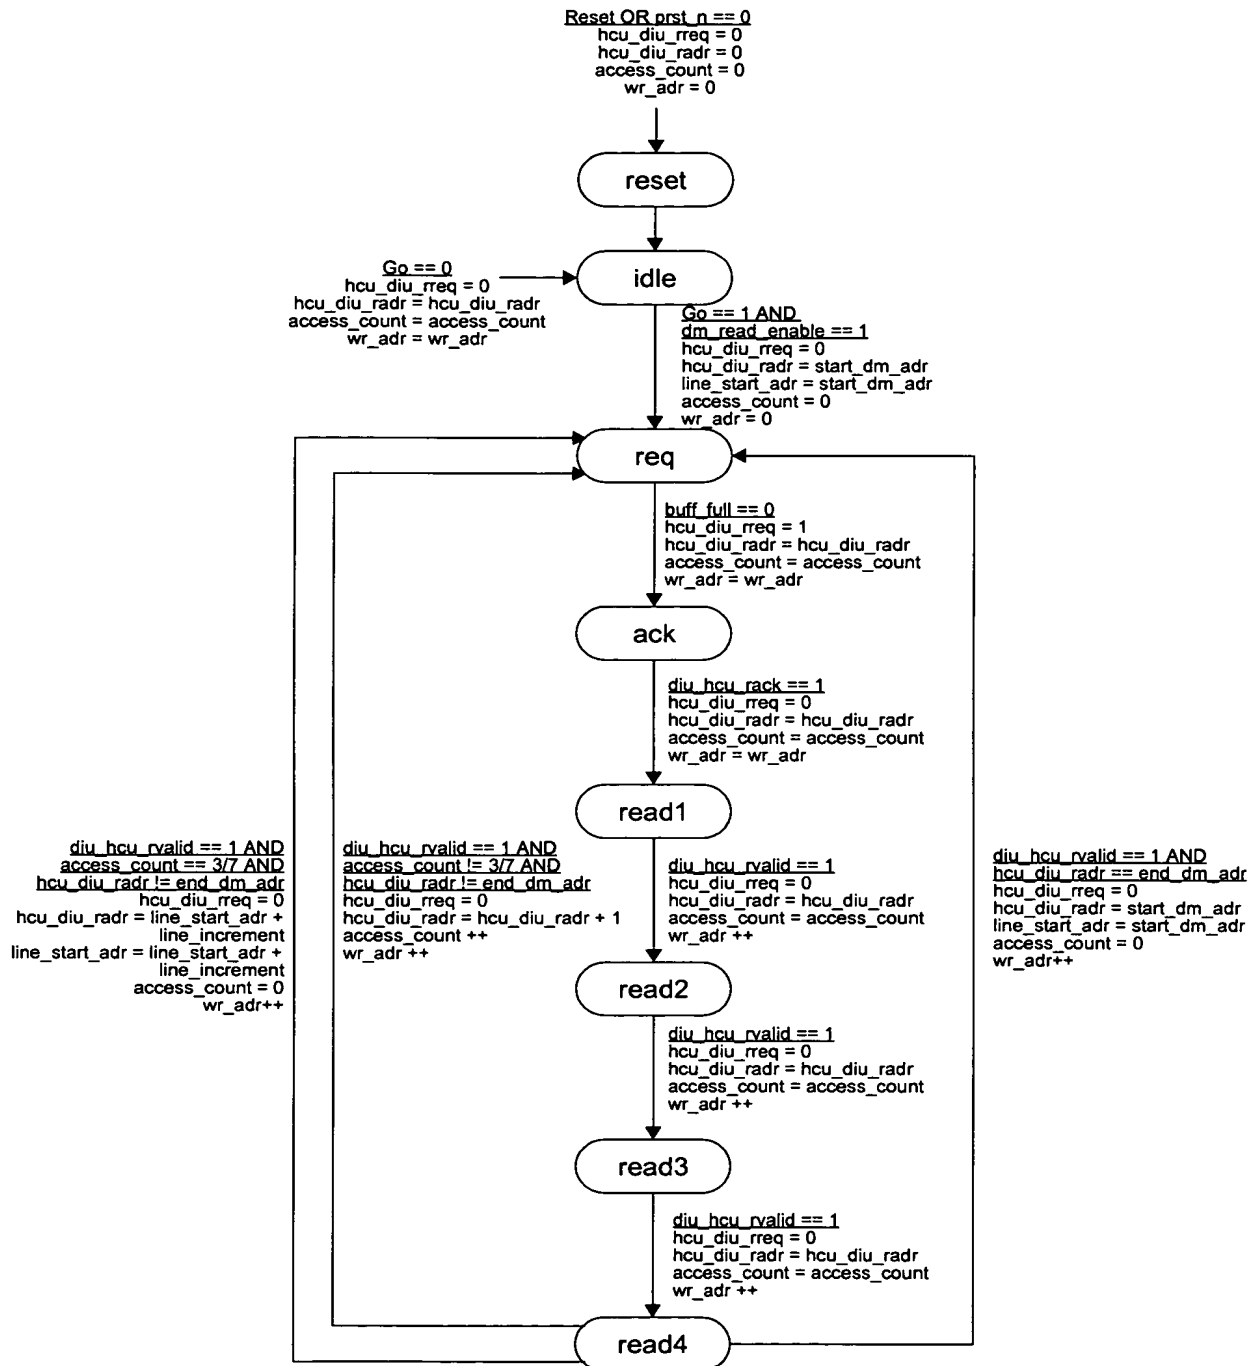 Reset OR prst_n == 0
hcu_diu_rreq = 0
hcu_diu_radr = 0
access_count = 0
wr_adr = 0
reset
idle
Go == 0
hcu_diu_rreq = 0
hcu_diu_radr = hcu_diu_radr
access_count = access_count
wr_adr = wr_adr
Go == 1 AND
dm_read_enable == 1
hcu_diu_rreq = 0
hcu_diu_radr = start_dm_adr
line_start_adr = start_dm_adr
access_count = 0
wr_adr = 0
req
buff_full == 0
hcu_diu_rreq = 1
hcu_diu_radr = hcu_diu_radr
access_count = access_count
wr_adr = wr_adr
ack
diu_hcu_rack == 1
hcu_diu_rreq = 0
hcu_diu_radr = hcu_diu_radr
access_count = access_count
wr_adr = wr_adr
read1
diu_hcu_rvalid == 1 AND
access_count == 3/7 AND
hcu_diu_radr != end_dm_adr
hcu_diu_rreq = 0
hcu_diu_radr = line_start_adr +
line_increment
line_start_adr = line_start_adr +
line_increment
access_count = 0
wr_adr++
diu_hcu_rvalid == 1 AND
access_count != 3/7 AND
hcu_diu_radr != end_dm_adr
hcu_diu_rreq = 0
hcu_diu_radr = hcu_diu_radr + 1
access_count ++
wr_adr ++
diu_hcu_rvalid == 1
hcu_diu_rreq = 0
hcu_diu_radr = hcu_diu_radr
access_count = access_count
wr_adr ++
diu_hcu_rvalid == 1 AND
hcu_diu_radr == end_dm_adr
hcu_diu_rreq = 0
hcu_diu_radr = start_dm_adr
line_start_adr = start_dm_adr
access_count = 0
wr_adr++
read2
diu_hcu_rvalid == 1
hcu_diu_rreq = 0
hcu_diu_radr = hcu_diu_radr
access_count = access_count
wr_adr ++
read3
diu_hcu_rvalid == 1
hcu_diu_rreq = 0
hcu_diu_radr = hcu_diu_radr
access_count = access_count
wr_adr ++
read4